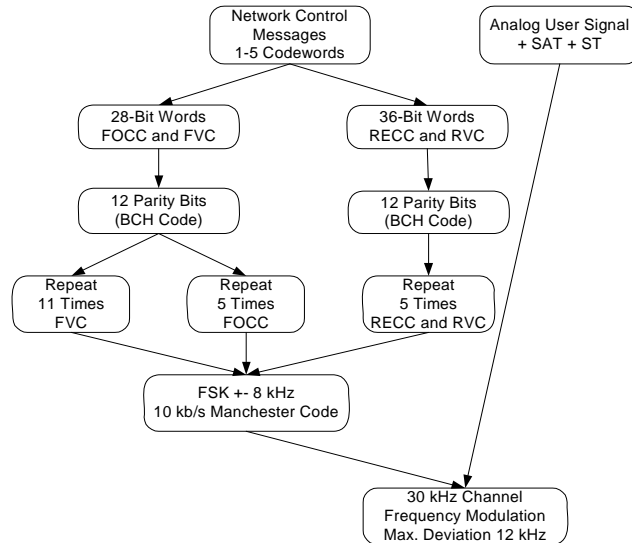 Network Control
Messages
1-5 Codewords
Analog User Signal
+ SAT + ST
28-Bit Words
FOCC and FVC
36-Bit Words
RECC and RVC
12 Parity Bits
(BCH Code)
12 Parity Bits
(BCH Code)
Repeat
11 Times
FVC
Repeat
5 Times
FOCC
Repeat
5 Times
RECC and RVC
FSK +- 8 kHz
10 kb/s Manchester Code
30 kHz Channel
Frequency Modulation
Max. Deviation 12 kHz